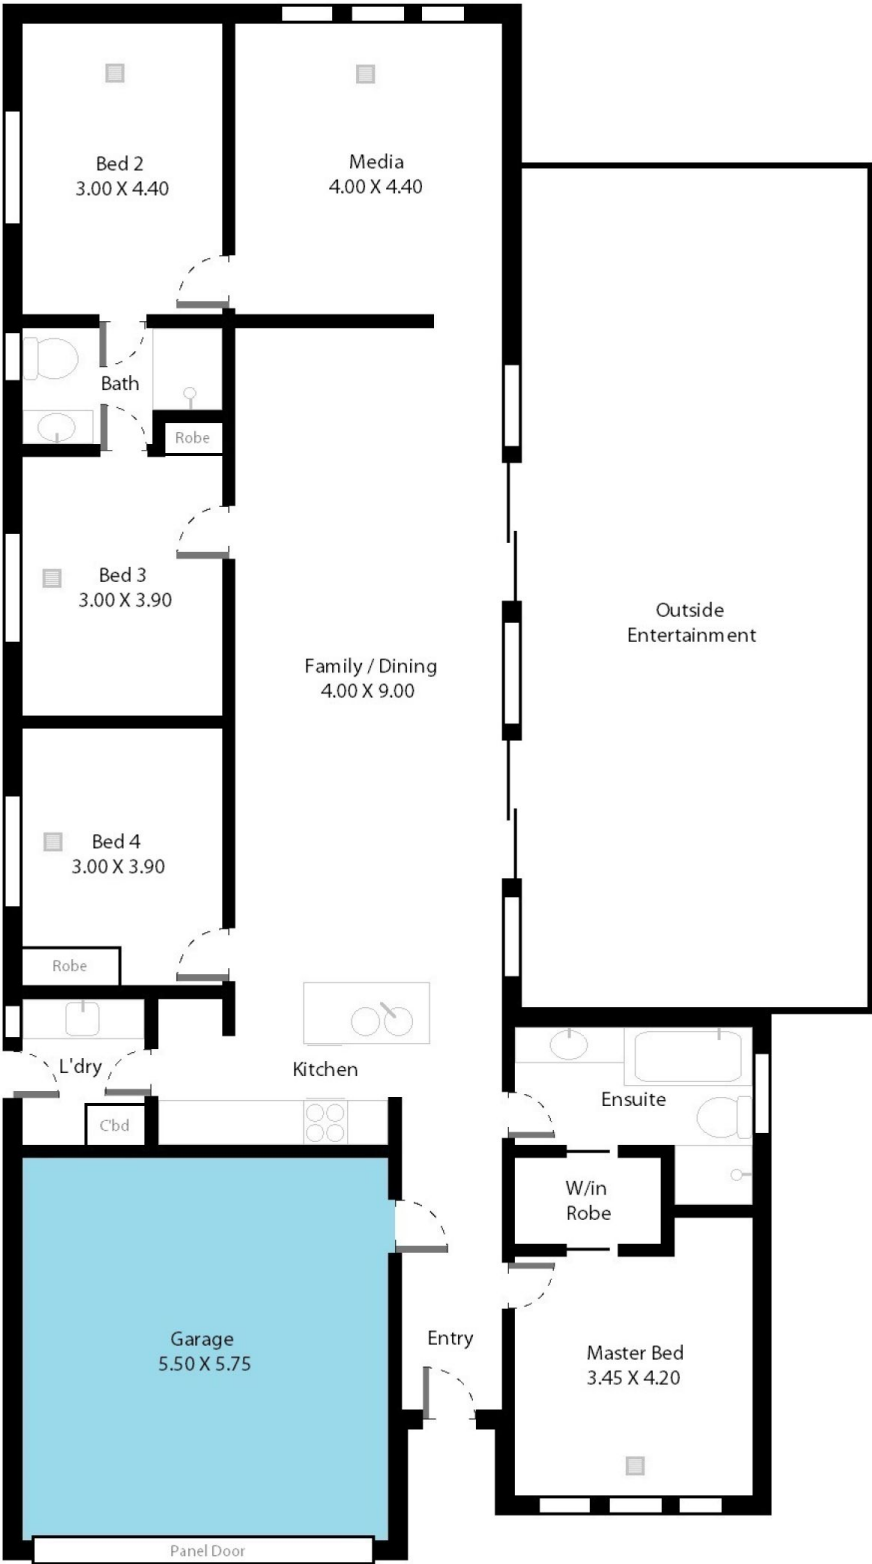 Bed 2
3.00 X 4.40
Media
4.00 X 4.40
Bath
Robe
Bed 3
3.00 X 3.90
Outside
Entertainment
Family / Dining
4.00 X 9.00
Bed 4
3.00 X 3.90
Robe
L'dry
Kitchen
C'bd
Ensuite
W/in
Robe
Garage
5.50 X 5.75
Entry
Master Bed
3.45 X 4.20
Panel Door